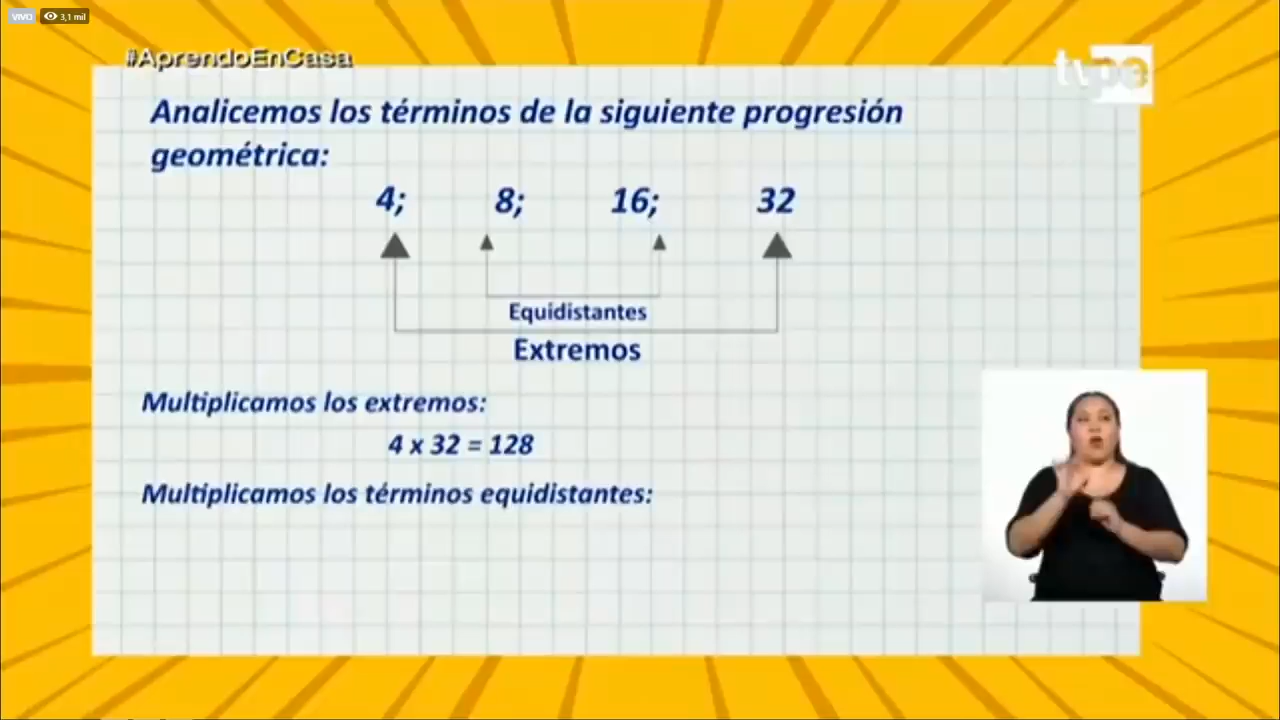 VIVO 3,1 mil
#AprendoEnCasa
tvpe
Analicemos los términos de la siguiente progresión
geométrica:
4; 8; 16; 32
Equidistantes
Extremos
Multiplicamos los extremos:
4 x 32 = 128
Multiplicamos los términos equidistantes: